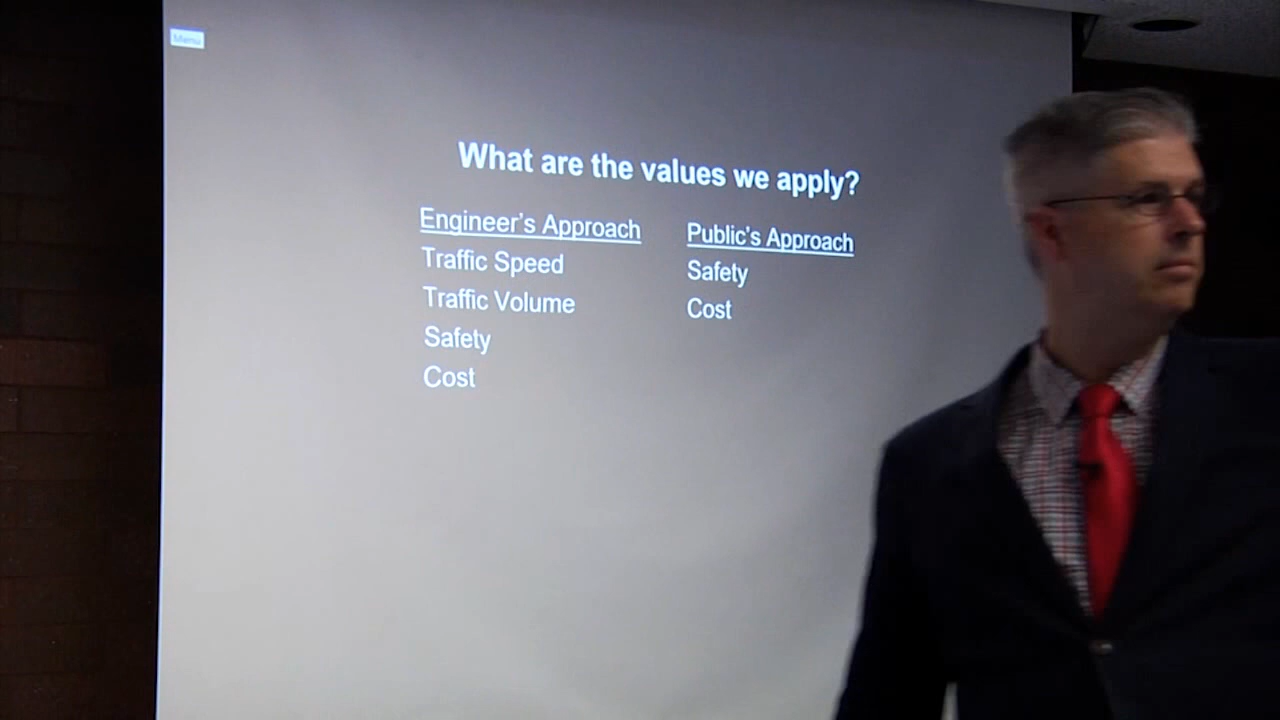 Menu
What are the values we apply?
Engineer's Approach
Traffic Speed
Traffic Volume
Safety
Cost
Public's Approach
Safety
Cost